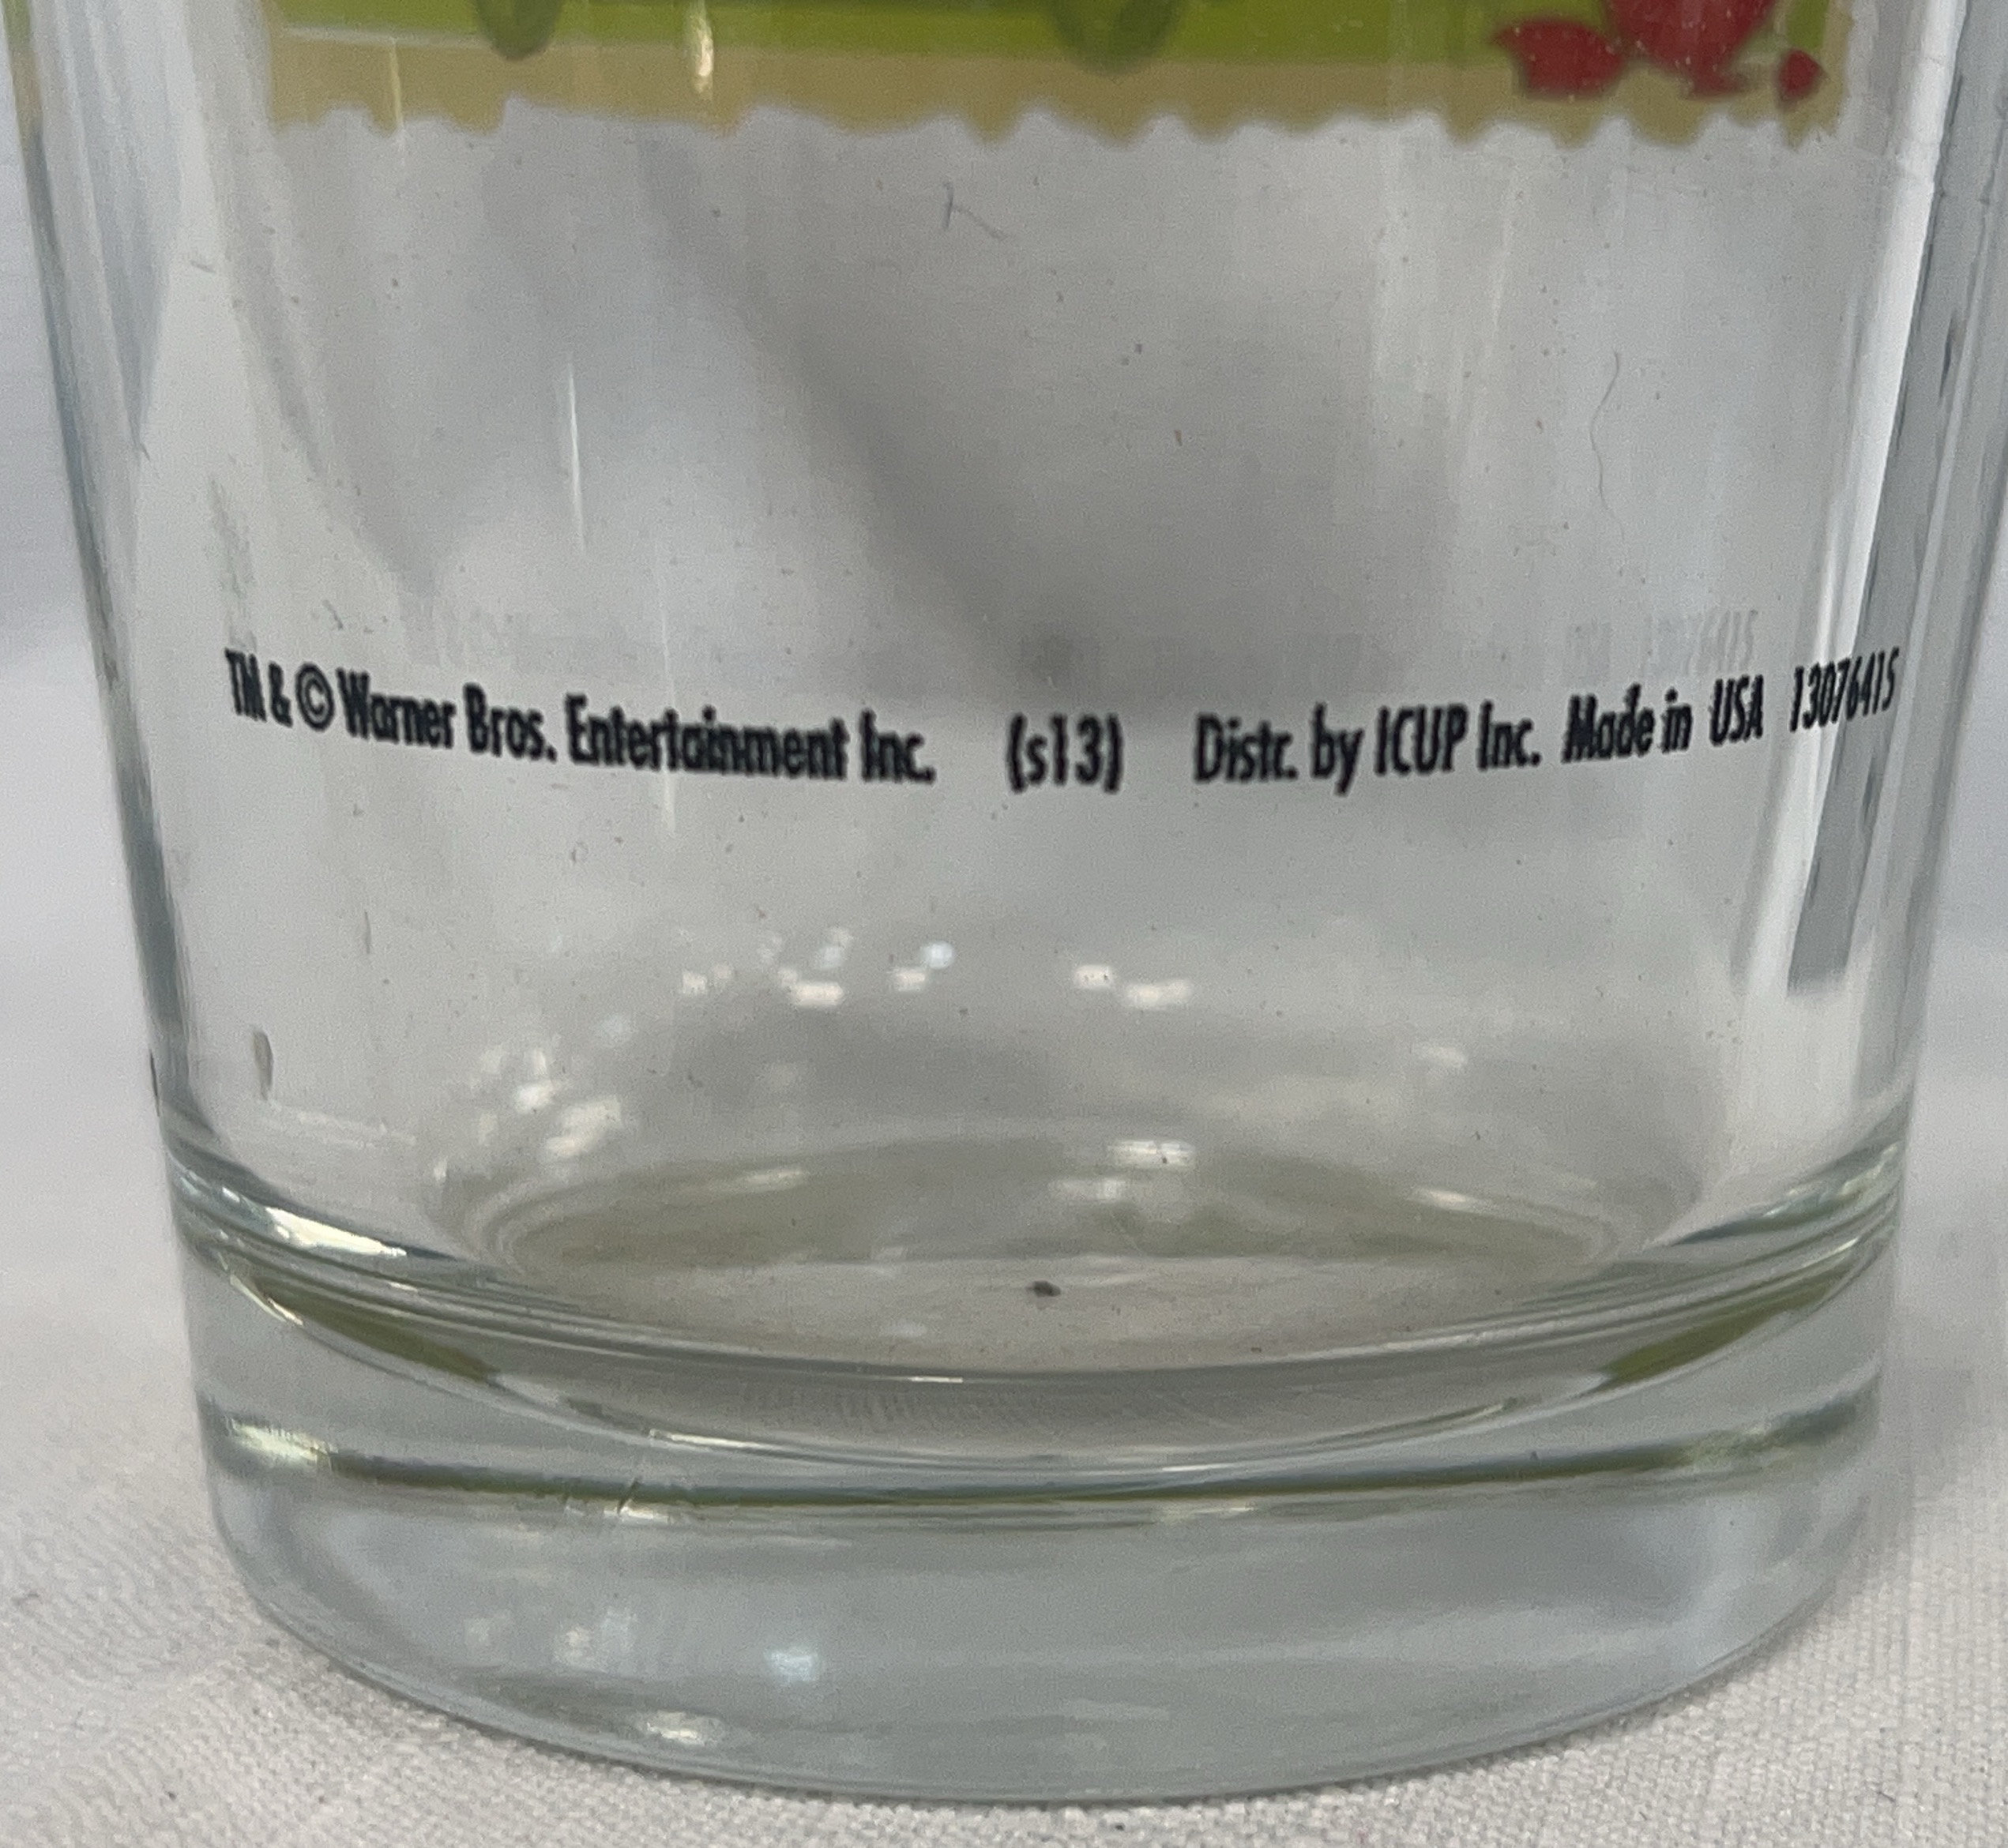 TM & © Warner Bros. Entertainment Inc. (s13) Distr. by ICUP Inc. Made in USA 13076415